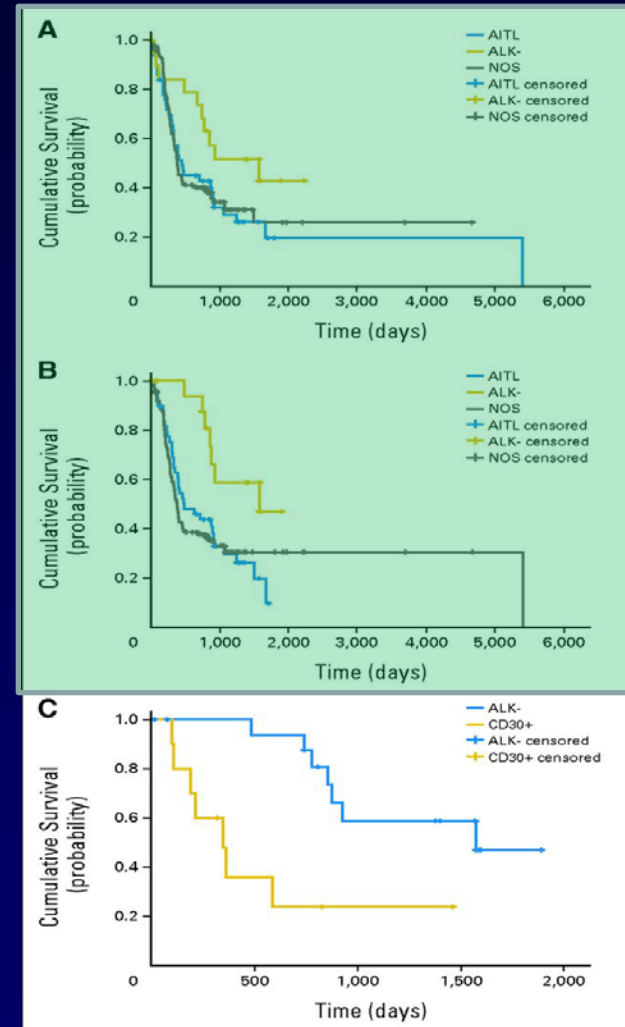 A
1.0
0.8
0.6
0.4
0.2
Cumulative Survival
(probability)
AITL
ALK-
NOS
AITL censored
ALK- censored
NOS censored
0
1,000
2,000
3,000
4,000
5,000
6,000
Time (days)
B
1.0
0.8
0.6
0.4
0.2
Cumulative Survival
(probability)
AITL
ALK-
NOS
AITL censored
ALK- censored
NOS censored
0
1,000
2,000
3,000
4,000
5,000
6,000
Time (days)
C
1.0
0.8
0.6
0.4
0.2
Cumulative Survival
(probability)
ALK-
CD30+
ALK- censored
CD30+ censored
0
500
1,000
1,500
2,000
Time (days)